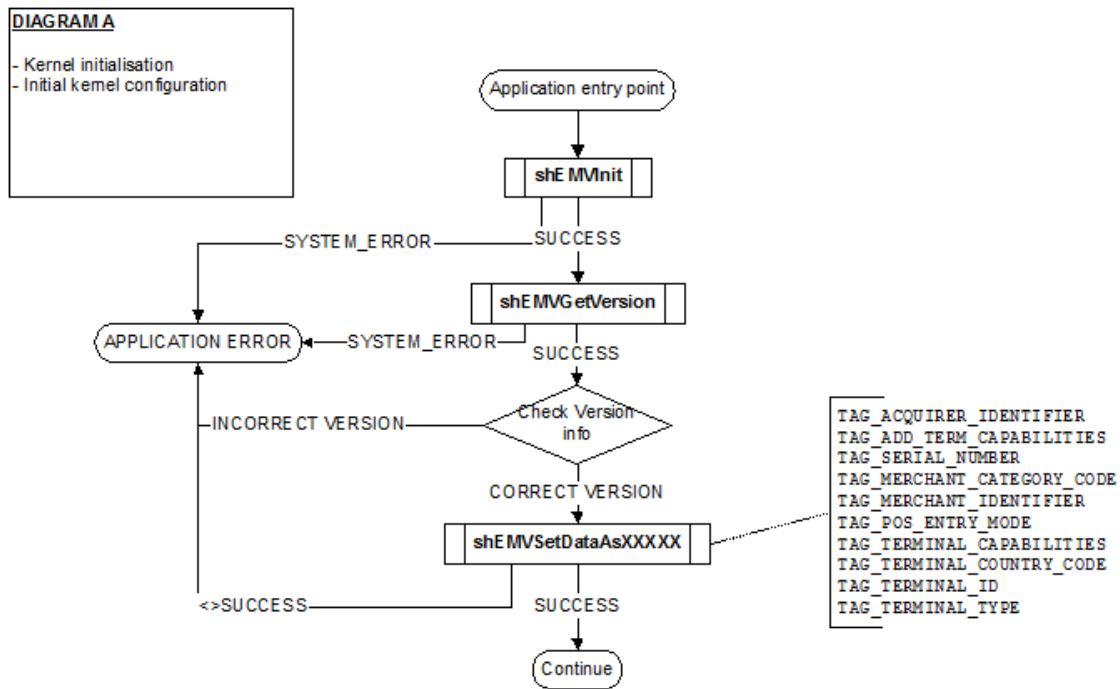 DIAGRAM A
- Kernel initialisation
- Initial kernel configuration
Application entry point
shEMVInit
SYSTEM_ERROR
SUCCESS
shEMVGetVersion
APPLICATION ERROR
SYSTEM_ERROR
SUCCESS
Check Version
info
INCORRECT VERSION
CORRECT VERSION
shEMVSetDataAsXXXXX
TAG_ACQUIRER_IDENTIFIER
TAG_ADD_TERM_CAPABILITIES
TAG_SERIAL_NUMBER
TAG_MERCHANT_CATEGORY_CODE
TAG_MERCHANT_IDENTIFIER
TAG_POS_ENTRY_MODE
TAG_TERMINAL_CAPABILITIES
TAG_TERMINAL_COUNTRY_CODE
TAG_TERMINAL_ID
TAG_TERMINAL_TYPE
<>SUCCESS
SUCCESS
Continue